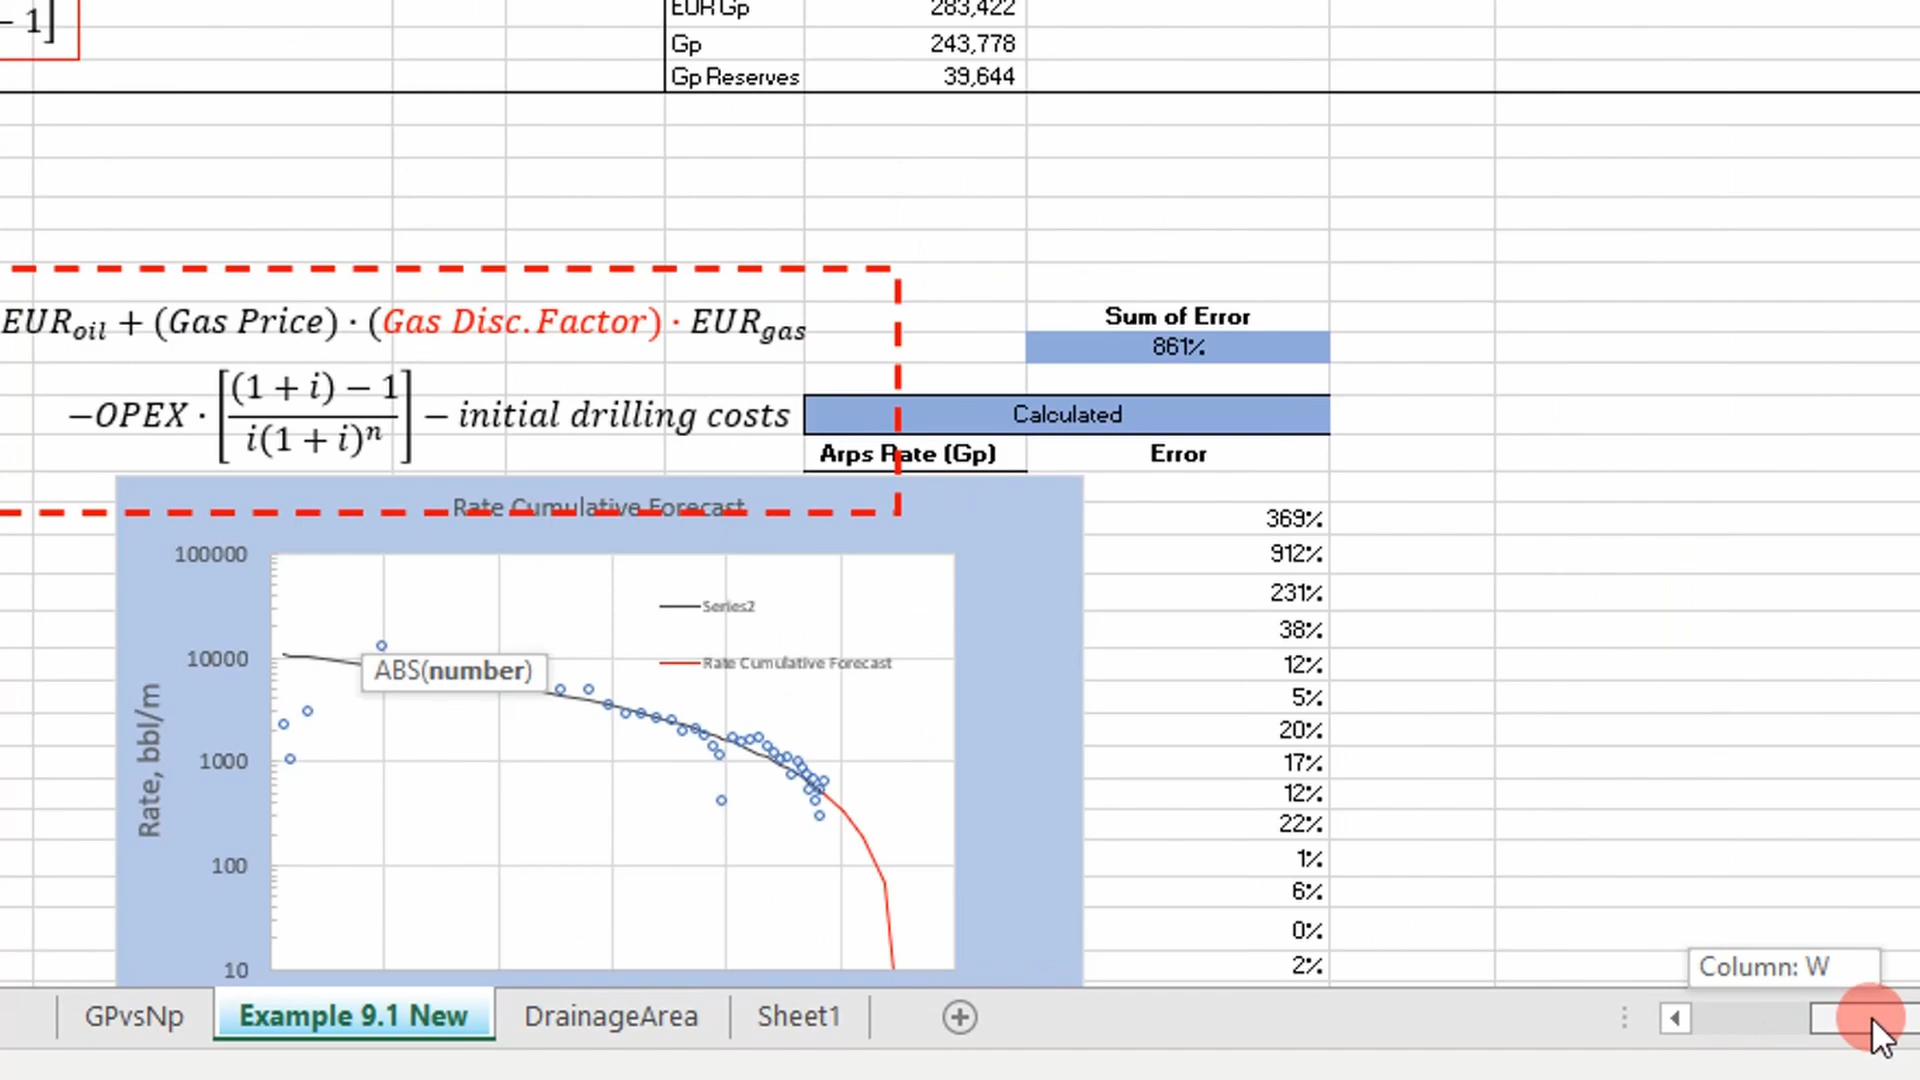 − 1]
EUR Gp 283,422
Gp 243,778
Gp Reserves 39,644
EURoil + (Gas Price) · (Gas Disc.Factor) · EURgas
−OPEX · [(1 + i) − 1 / i(1 + i)^n] − initial drilling costs
Sum of Error
861%
Calculated
Arps Rate (Gp) Error
Rate Cumulative Forecast
369%
912%
231%
38%
12%
5%
20%
17%
12%
22%
1%
6%
0%
2%
100000
10000
1000
100
10
Rate, bbl/m
Series2
Rate Cumulative Forecast
ABS(number)
Column: W
GPvsNp Example 9.1 New DrainageArea Sheet1